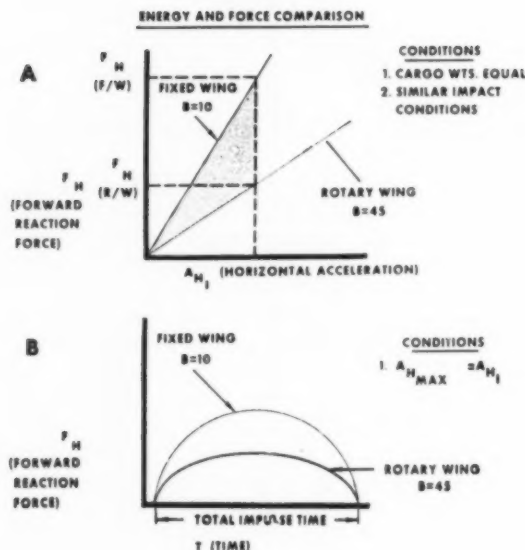 ENERGY AND FORCE COMPARISON
A
F H (F/W)
FIXED WING
B=10
CONDITIONS
1. CARGO WTS. EQUAL
2. SIMILAR IMPACT
CONDITIONS
F H (R/W)
F H
(FORWARD
REACTION
FORCE)
ROTARY WING
B=45
A H I (HORIZONTAL ACCELERATION)
B
FIXED WING
B=10
CONDITIONS
1. A H MAX = A H I
F H
(FORWARD
REACTION
FORCE)
ROTARY WING
B=45
TOTAL IMPULSE TIME
T (TIME)